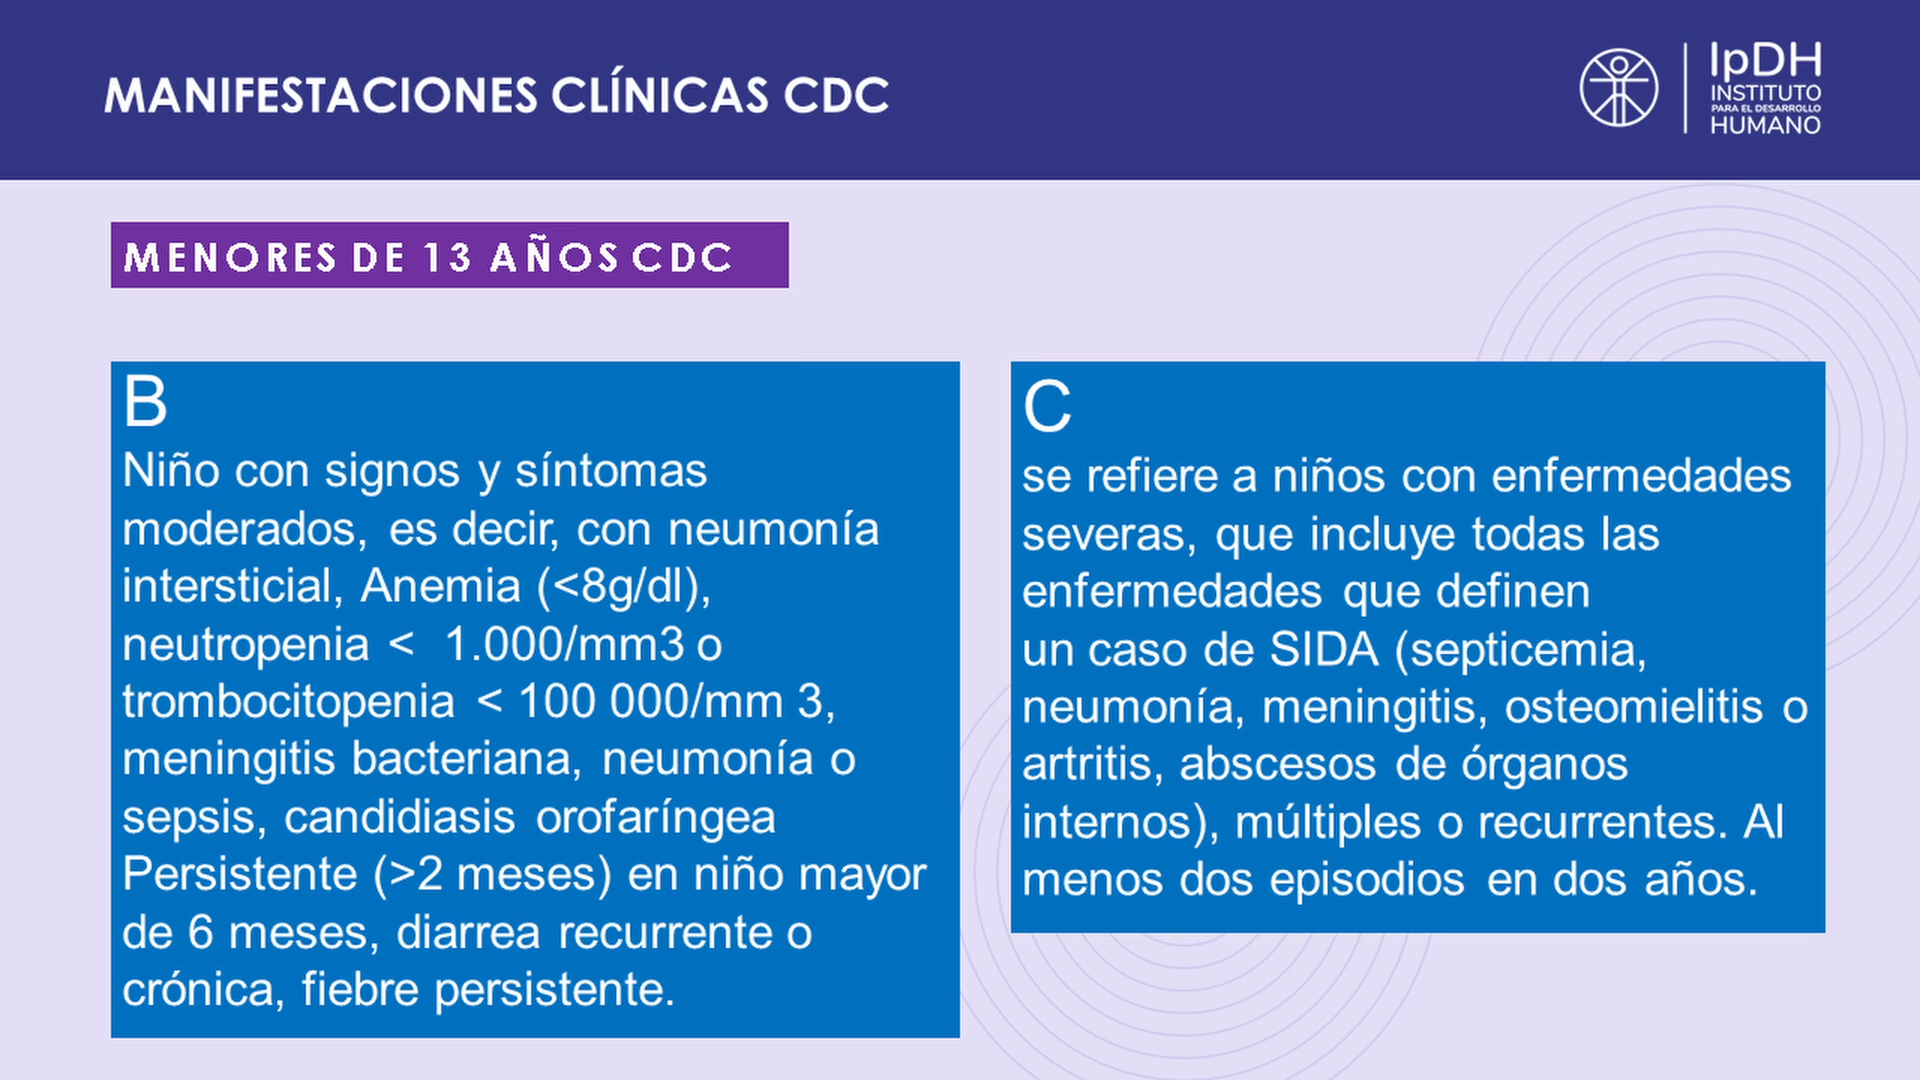 MANIFESTACIONES CLÍNICAS CDC
IpDH
INSTITUTO
PARA EL DESARROLLO
HUMANO
MENORES DE 13 AÑOS CDC
B
Niño con signos y síntomas
moderados, es decir, con neumonía
intersticial, Anemia (<8g/dl),
neutropenia < 1.000/mm3 o
trombocitopenia < 100 000/mm 3,
meningitis bacteriana, neumonía o
sepsis, candidiasis orofaríngea
Persistente (>2 meses) en niño mayor
de 6 meses, diarrea recurrente o
crónica, fiebre persistente.
C
se refiere a niños con enfermedades
severas, que incluye todas las
enfermedades que definen
un caso de SIDA (septicemia,
neumonía, meningitis, osteomielitis o
artritis, abscesos de órganos
internos), múltiples o recurrentes. Al
menos dos episodios en dos años.